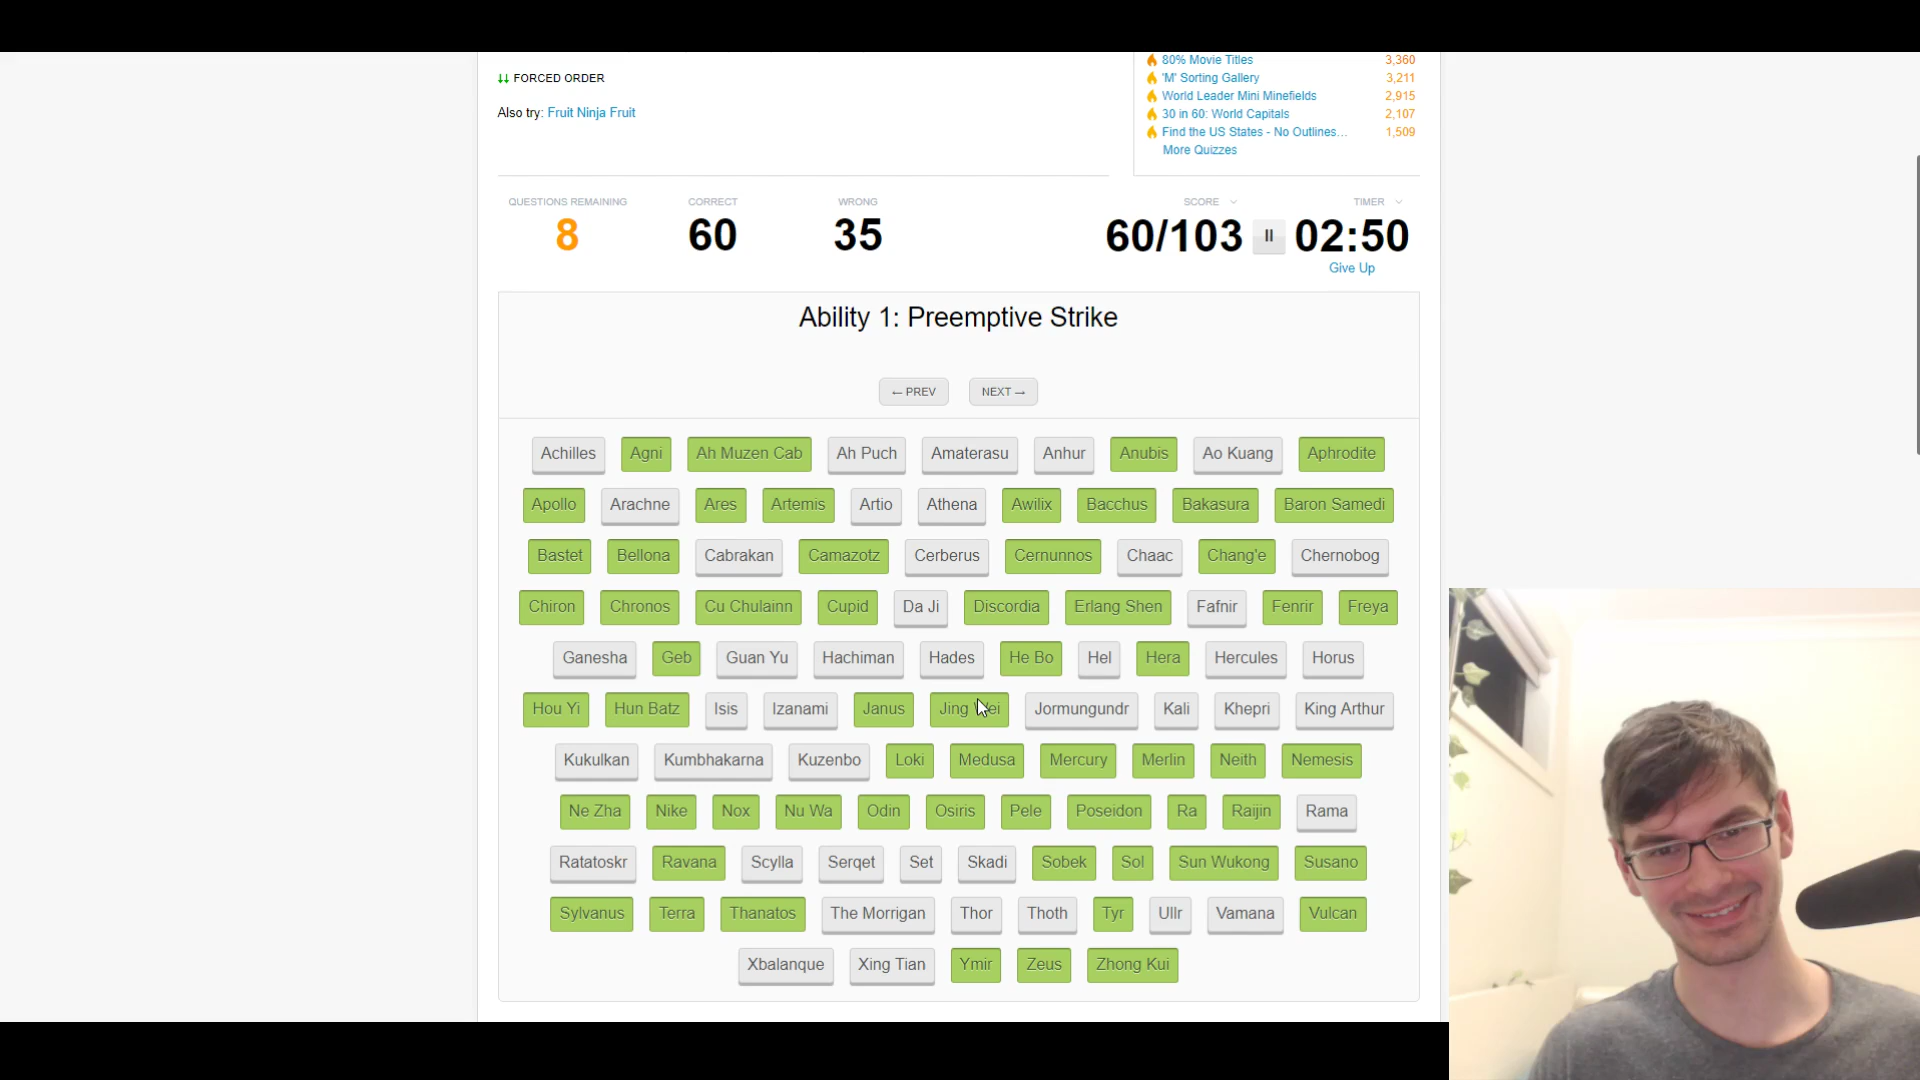 80% Movie Titles 3,360
FORCED ORDER
'M' Sorting Gallery 3,211
World Leader Mini Minefields 2,915
Also try: Fruit Ninja Fruit
30 in 60: World Capitals 2,107
Find the US States - No Outlines... 1,509
More Quizzes
QUESTIONS REMAINING CORRECT WRONG SCORE TIMER
8 60 35 60/103 02:50
Give Up
Ability 1: Preemptive Strike
← PREV NEXT →
Achilles Agni Ah Muzen Cab Ah Puch Amaterasu Anhur Anubis Ao Kuang Aphrodite
Apollo Arachne Ares Artemis Artio Athena Awilix Bacchus Bakasura Baron Samedi
Bastet Bellona Cabrakan Camazotz Cerberus Cernunnos Chaac Chang'e Chernobog
Chiron Chronos Cu Chulainn Cupid Da Ji Discordia Erlang Shen Fafnir Fenrir Freya
Ganesha Geb Guan Yu Hachiman Hades He Bo Hel Hera Hercules Horus
Hou Yi Hun Batz Isis Izanami Janus Jing Wei Jormungundr Kali Khepri King Arthur
Kukulkan Kumbhakarna Kuzenbo Loki Medusa Mercury Merlin Neith Nemesis
Ne Zha Nike Nox Nu Wa Odin Osiris Pele Poseidon Ra Raijin Rama
Ratatoskr Ravana Scylla Serqet Set Skadi Sobek Sol Sun Wukong Susano
Sylvanus Terra Thanatos The Morrigan Thor Thoth Tyr Ullr Vamana Vulcan
Xbalanque Xing Tian Ymir Zeus Zhong Kui